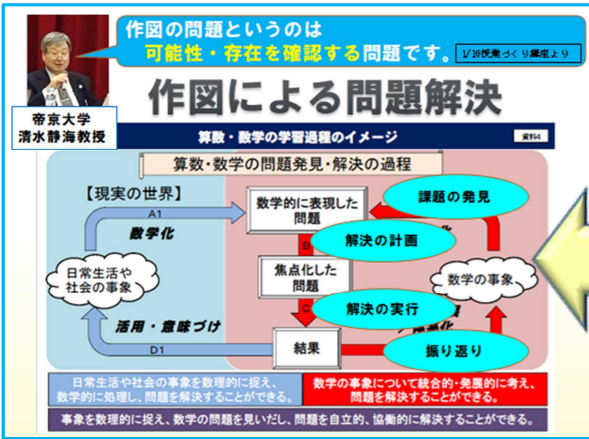 作図の問題というのは
可能性・存在を確認する問題です。
1/16授業づくり講座より
帝京大学
清水静海教授
作図による問題解決
算数・数学の学習過程のイメージ
資料4
算数・数学の問題発見・解決の過程
【現実の世界】
数学的に表現した
問題
課題の発見
A1
数学化
化
B
解決の計画
日常生活や
社会の事象
焦点化した
問題
数学の事象
C
解決の実行
活用・意味づけ
D1
結果
振り返り
日常生活や社会の事象を数理的に捉え、
数学的に処理し、問題を解決することができる。
数学の事象について統合的・発展的に考え、
問題を解決することができる。
事象を数理的に捉え、数学の問題を見いだし、問題を自立的、協働的に解決することができる。